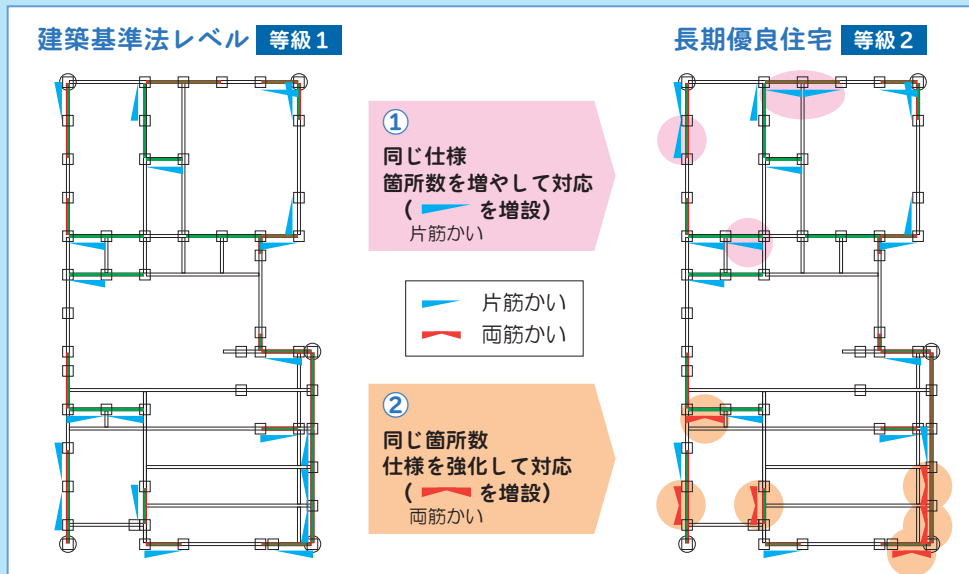 建築基準法レベル 等級1
長期優良住宅 等級2
①
同じ仕様
箇所数を増やして対応
( を増設)
片筋かい
片筋かい
両筋かい
②
同じ箇所数
仕様を強化して対応
( を増設)
両筋かい